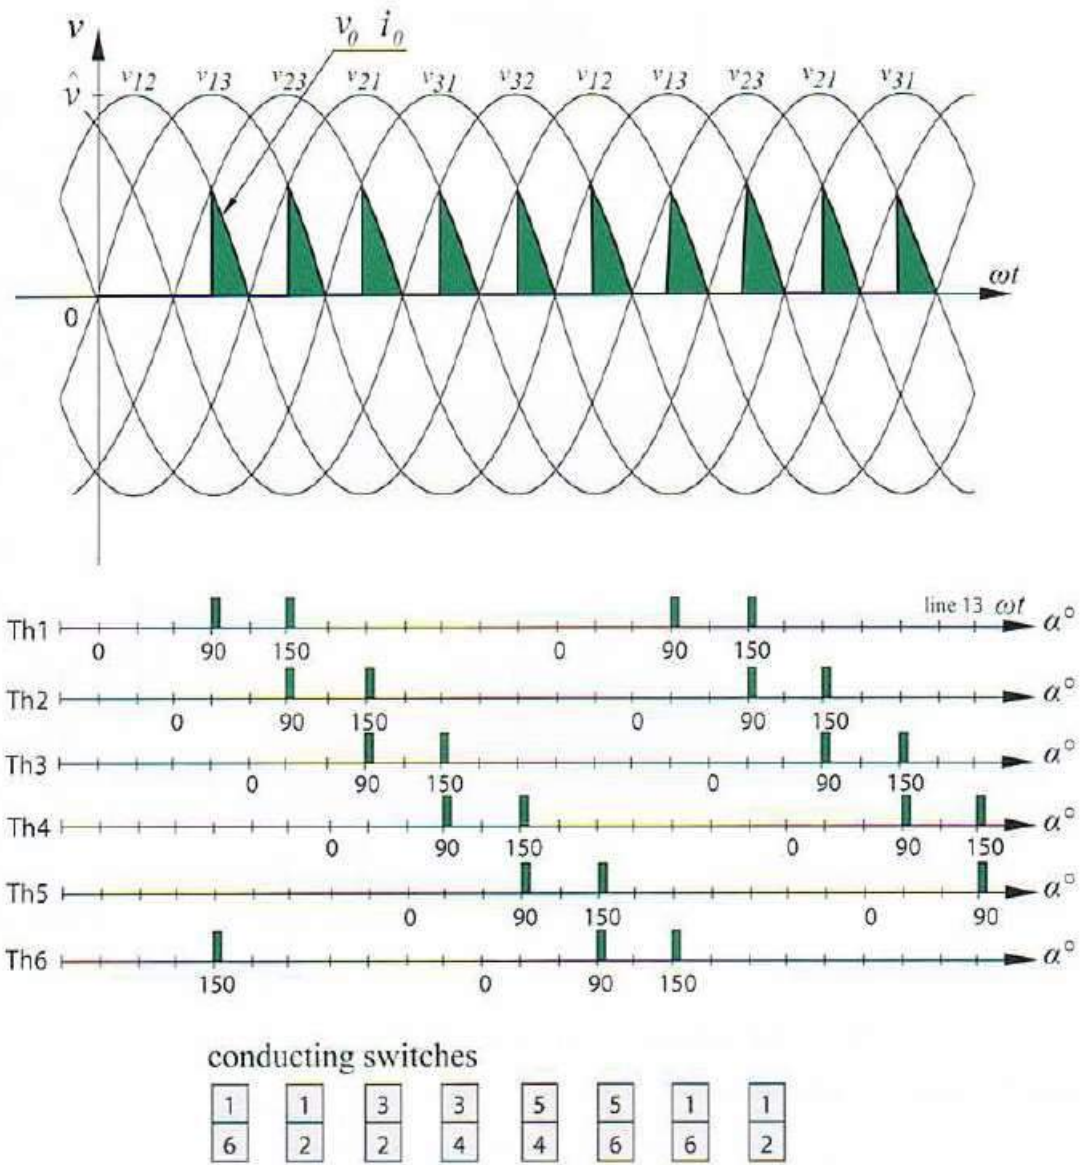 v
v₀ i₀
v̂
v₁₂ v₁₃ v₂₃ v₂₁ v₃₁ v₃₂ v₁₂ v₁₃ v₂₃ v₂₁ v₃₁
ωt
0
line 13 ωt
Th1 α°
0 90 150 0 90 150
Th2 α°
0 90 150 0 90 150
Th3 α°
0 90 150 0 90 150
Th4 α°
0 90 150 0 90 150
Th5 α°
0 90 150 0 90
Th6 α°
150 0 90 150
conducting switches
1 1 3 3 5 5 1 1
6 2 2 4 4 6 6 2